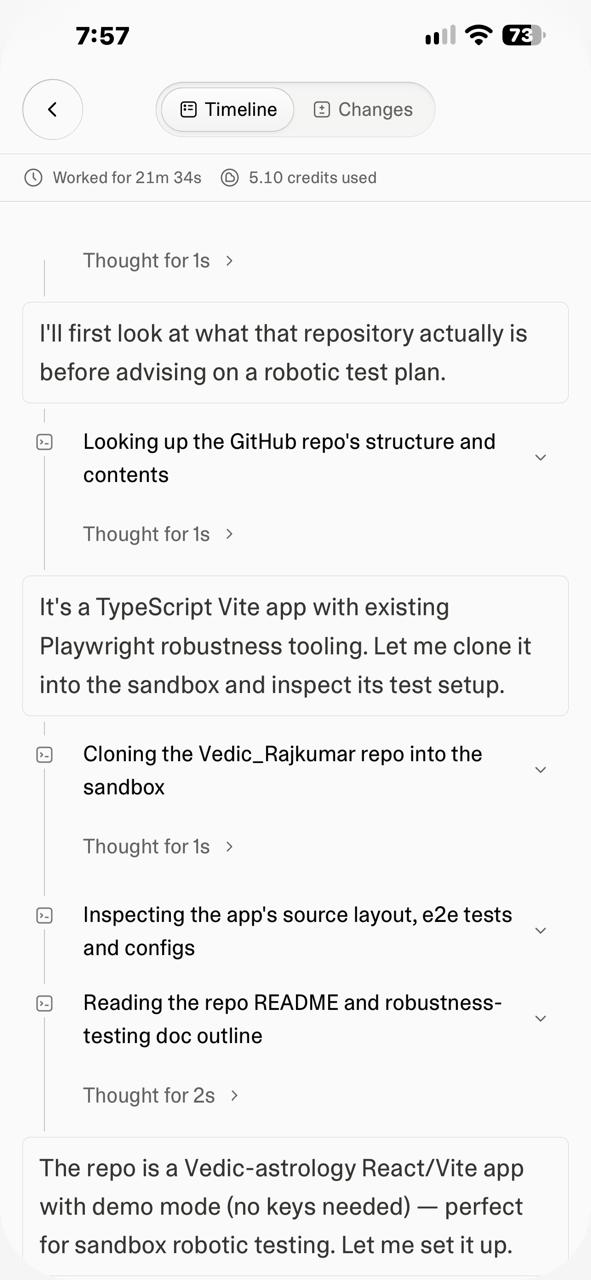 7:57
73
Timeline
Changes
Worked for 21m 34s
5.10 credits used
Thought for 1s
I'll first look at what that repository actually is
before advising on a robotic test plan.
Looking up the GitHub repo's structure and
contents
Thought for 1s
It's a TypeScript Vite app with existing
Playwright robustness tooling. Let me clone it
into the sandbox and inspect its test setup.
Cloning the Vedic_Rajkumar repo into the
sandbox
Thought for 1s
Inspecting the app's source layout, e2e tests
and configs
Reading the repo README and robustness-
testing doc outline
Thought for 2s
The repo is a Vedic-astrology React/Vite app
with demo mode (no keys needed) — perfect
for sandbox robotic testing. Let me set it up.